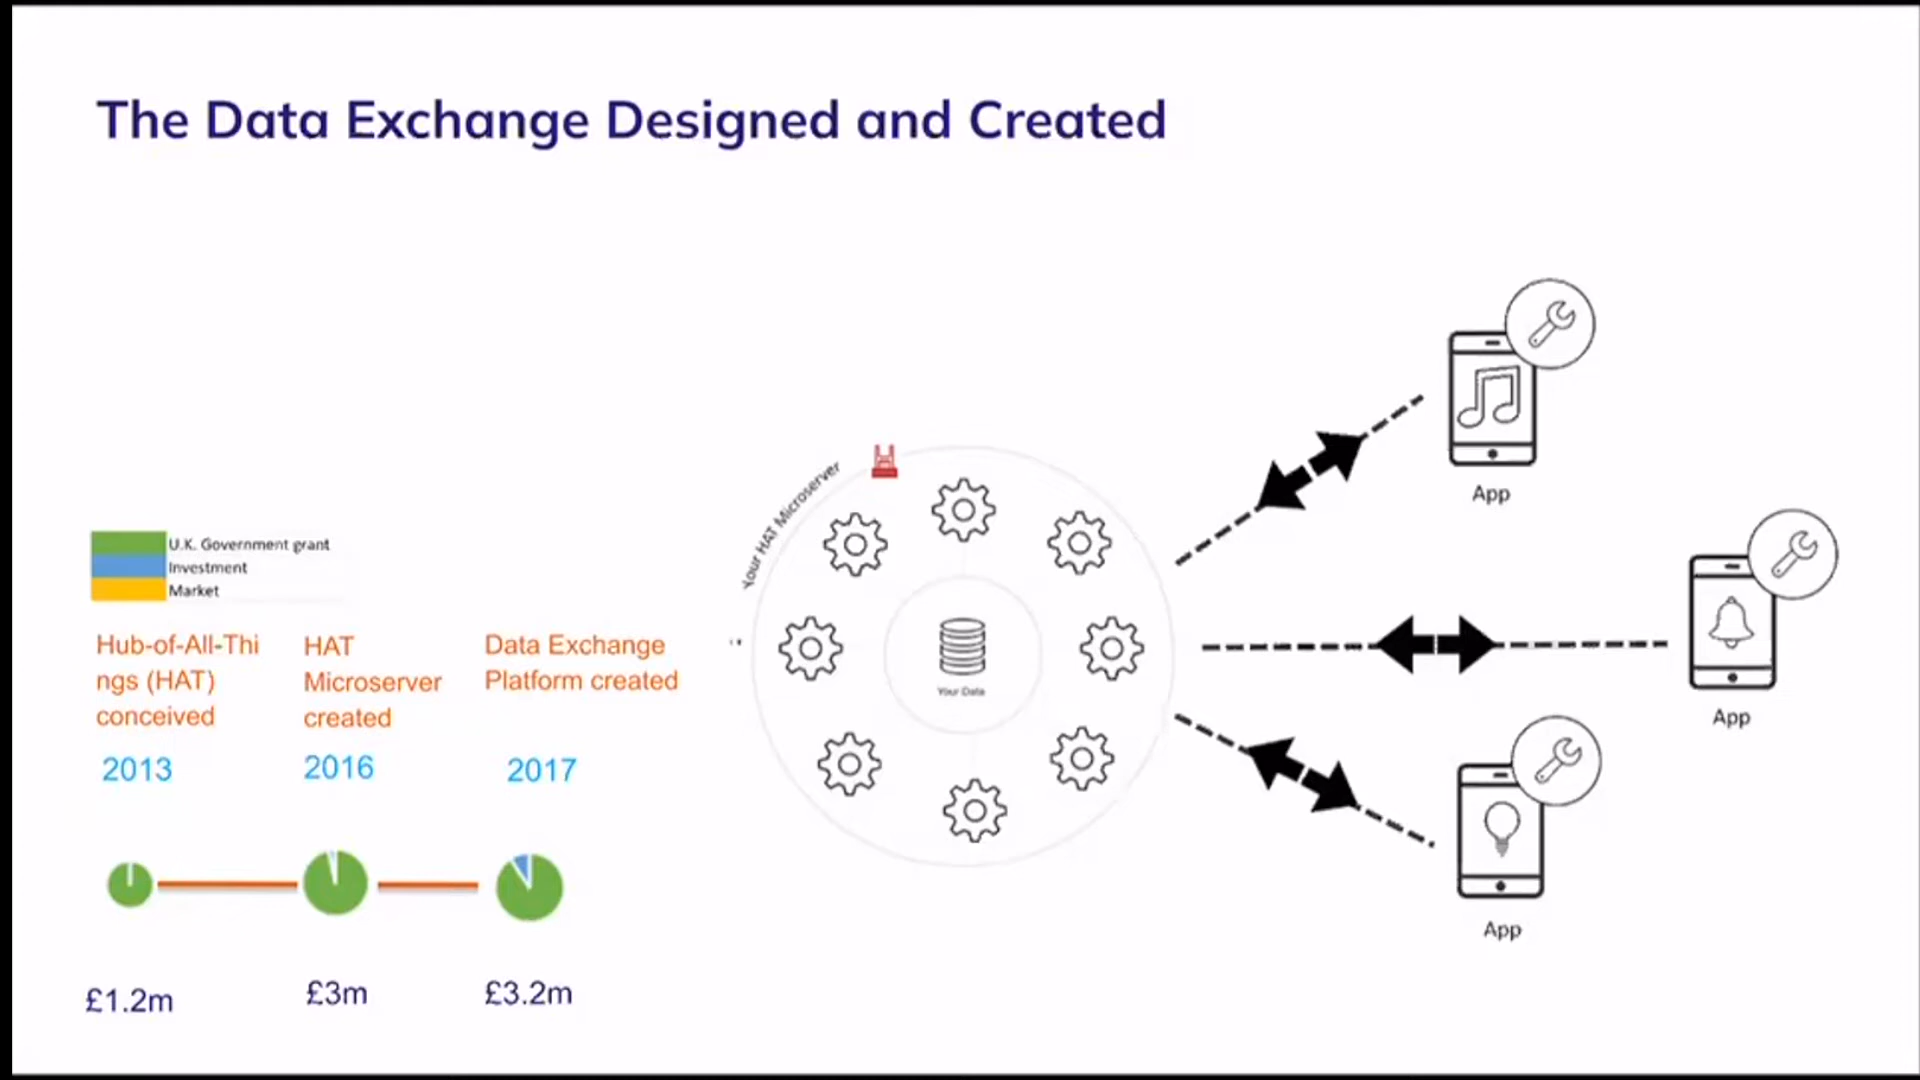 The Data Exchange Designed and Created
U.K. Government grant
Investment
Market
Hub-of-All-Thi
ngs (HAT)
conceived
2013
£1.2m
HAT
Microserver
created
2016
£3m
Data Exchange
Platform created
2017
£3.2m
Your HAT Microserver
Your Data
App
App
App